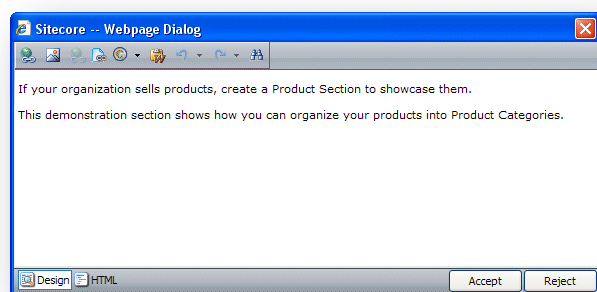 Sitecore -- Webpage Dialog
If your organization sells products, create a Product Section to showcase them.
This demonstration section shows how you can organize your products into Product Categories.
Design HTML Accept Reject